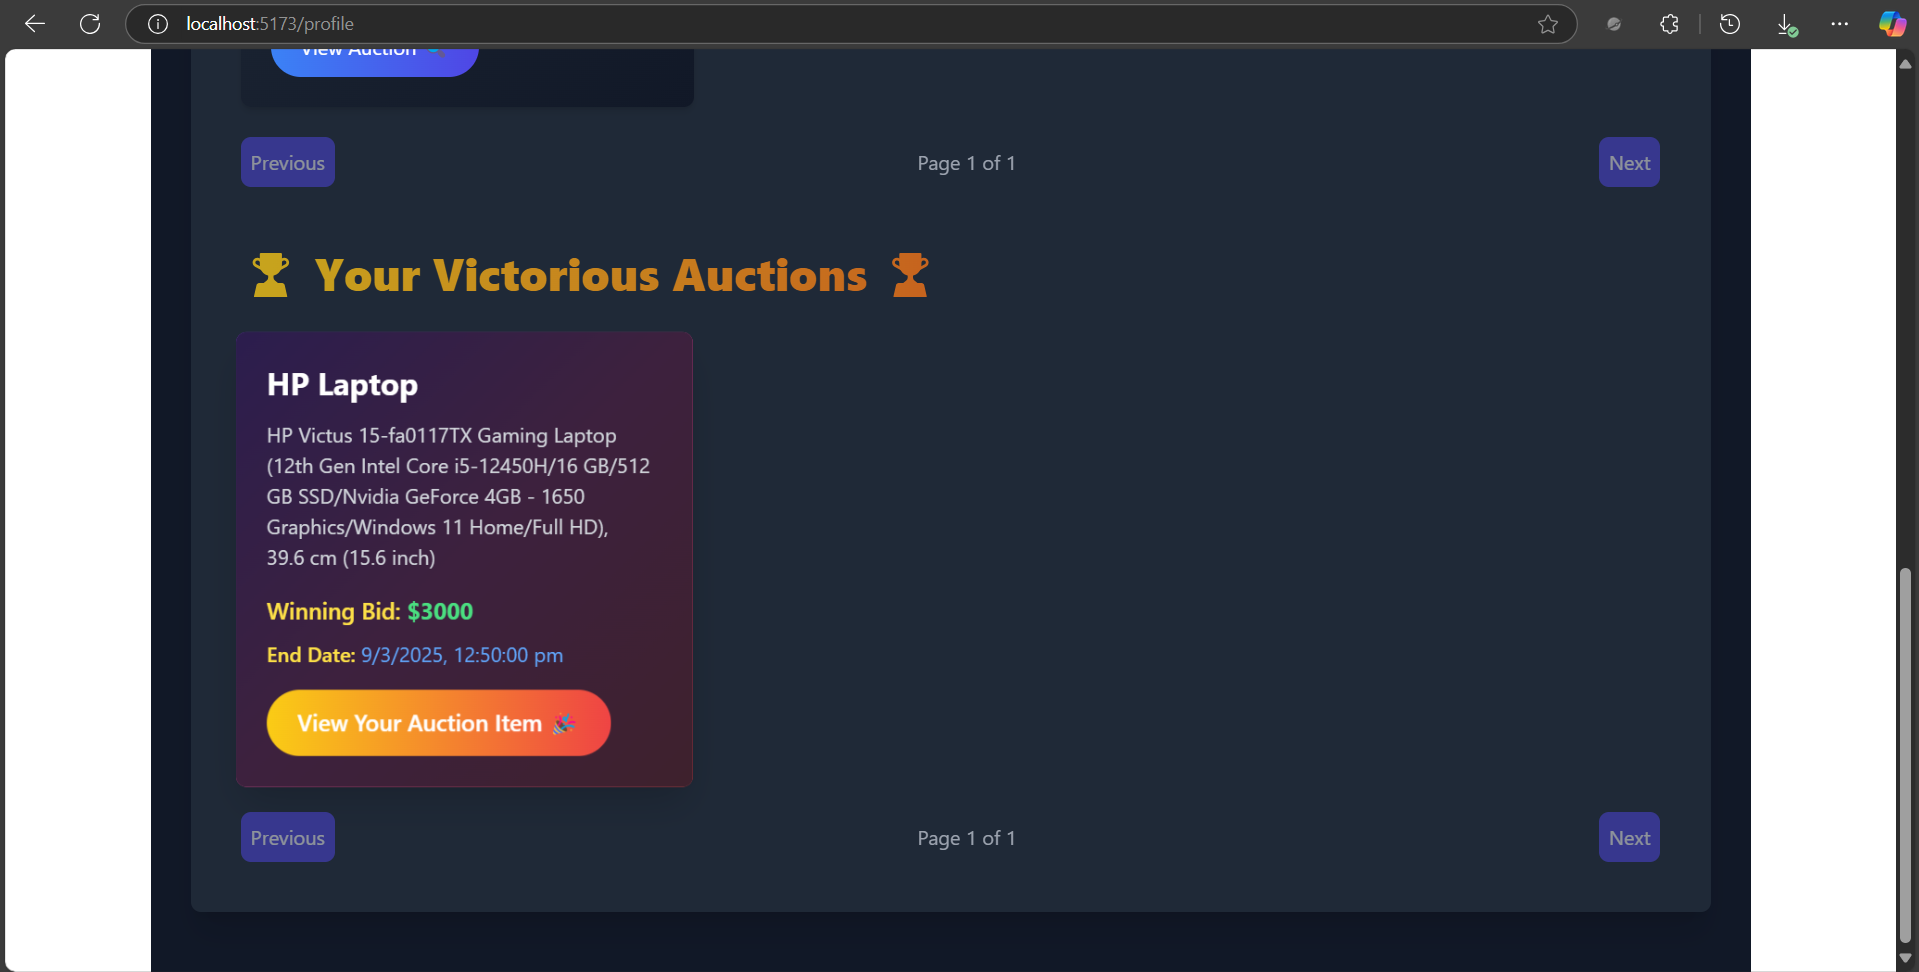 localhost:5173/profile
View Auction
Previous
Page 1 of 1
Next
Your Victorious Auctions
HP Laptop
HP Victus 15-fa0117TX Gaming Laptop
(12th Gen Intel Core i5-12450H/16 GB/512
GB SSD/Nvidia GeForce 4GB - 1650
Graphics/Windows 11 Home/Full HD),
39.6 cm (15.6 inch)
Winning Bid: $3000
End Date: 9/3/2025, 12:50:00 pm
View Your Auction Item 🎉
Previous
Page 1 of 1
Next